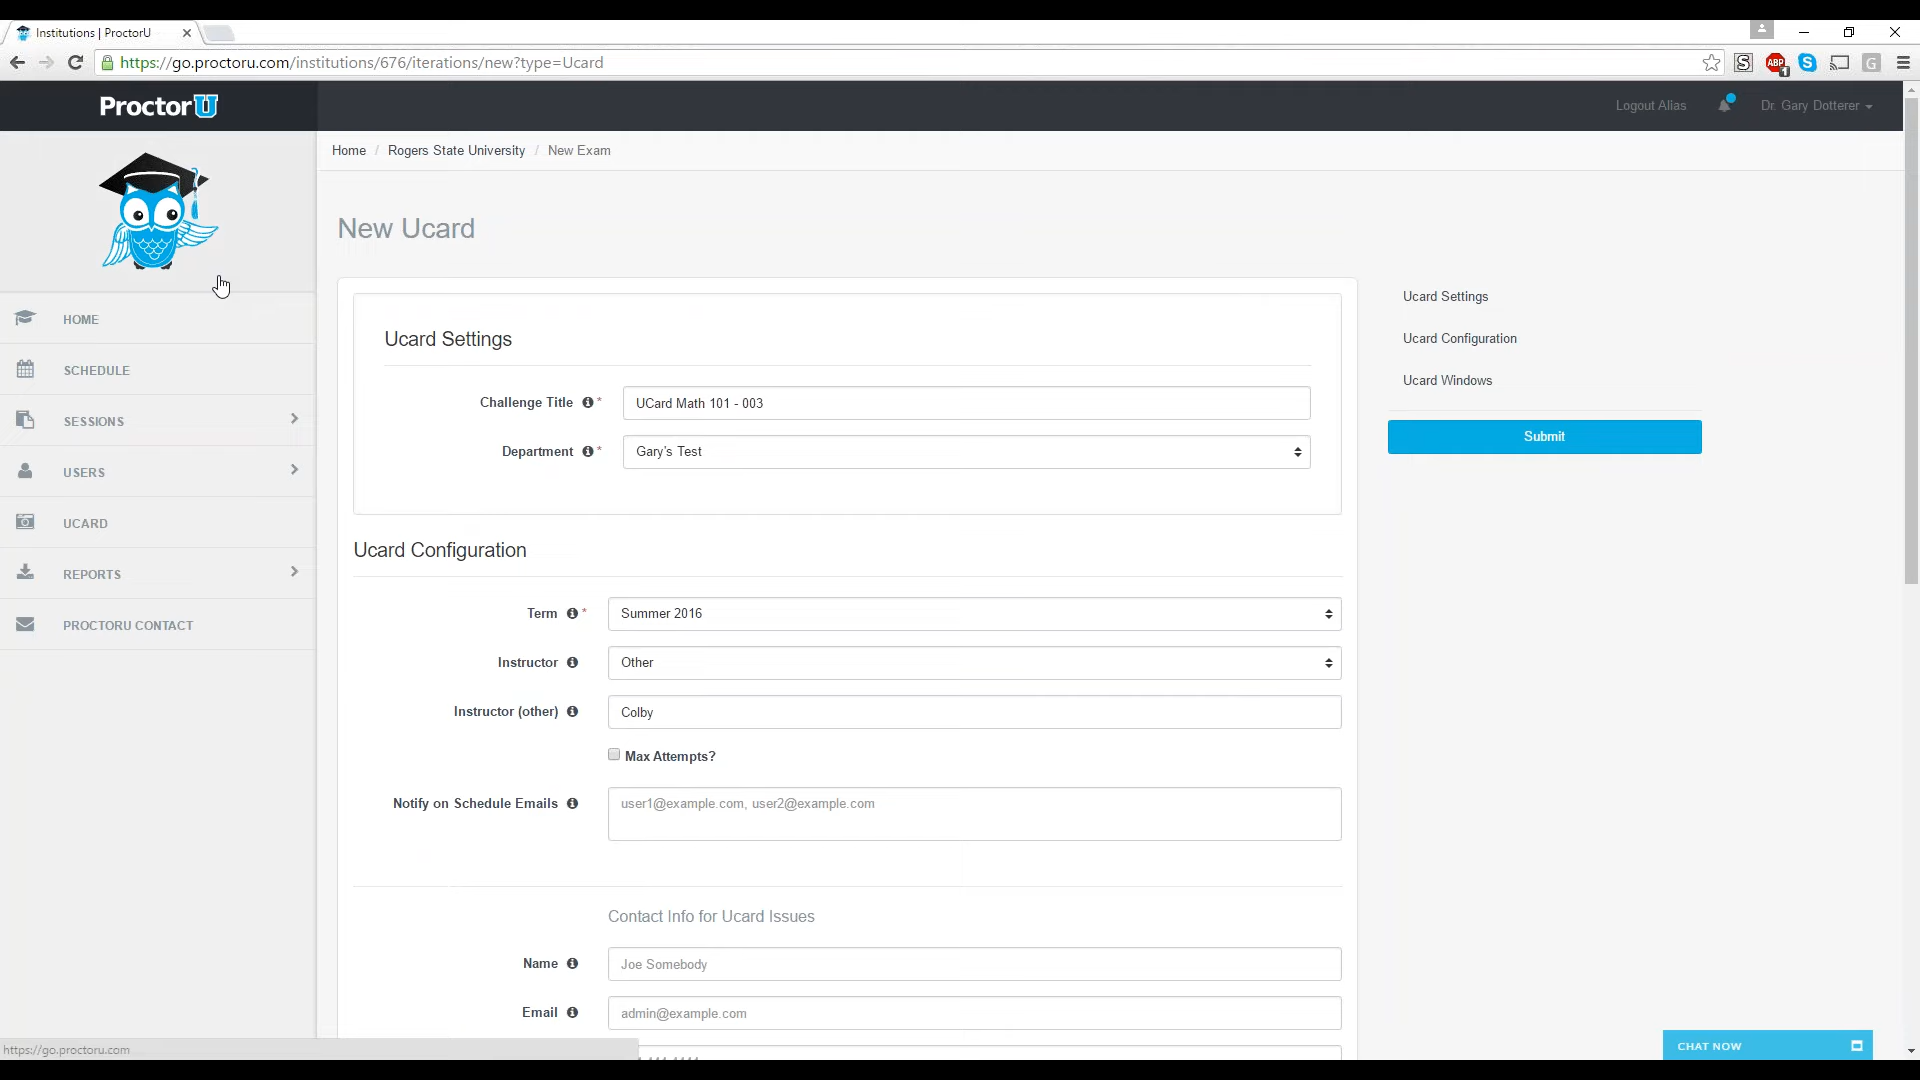 Institutions | ProctorU
https://go.proctoru.com/institutions/676/iterations/new?type=Ucard
ABP
1
S
S
G
ProctorU
Logout Alias
Dr. Gary Dotterer
Home / Rogers State University / New Exam
New Ucard
HOME
SCHEDULE
SESSIONS
USERS
UCARD
REPORTS
PROCTORU CONTACT
Ucard Settings
Challenge Title *
UCard Math 101 - 003
Department *
Gary's Test
Ucard Configuration
Term *
Summer 2016
Instructor
Other
Instructor (other)
Colby
Max Attempts?
Notify on Schedule Emails
user1@example.com, user2@example.com
Contact Info for Ucard Issues
Name
Joe Somebody
Email
admin@example.com
Ucard Settings
Ucard Configuration
Ucard Windows
Submit
CHAT NOW
https://go.proctoru.com